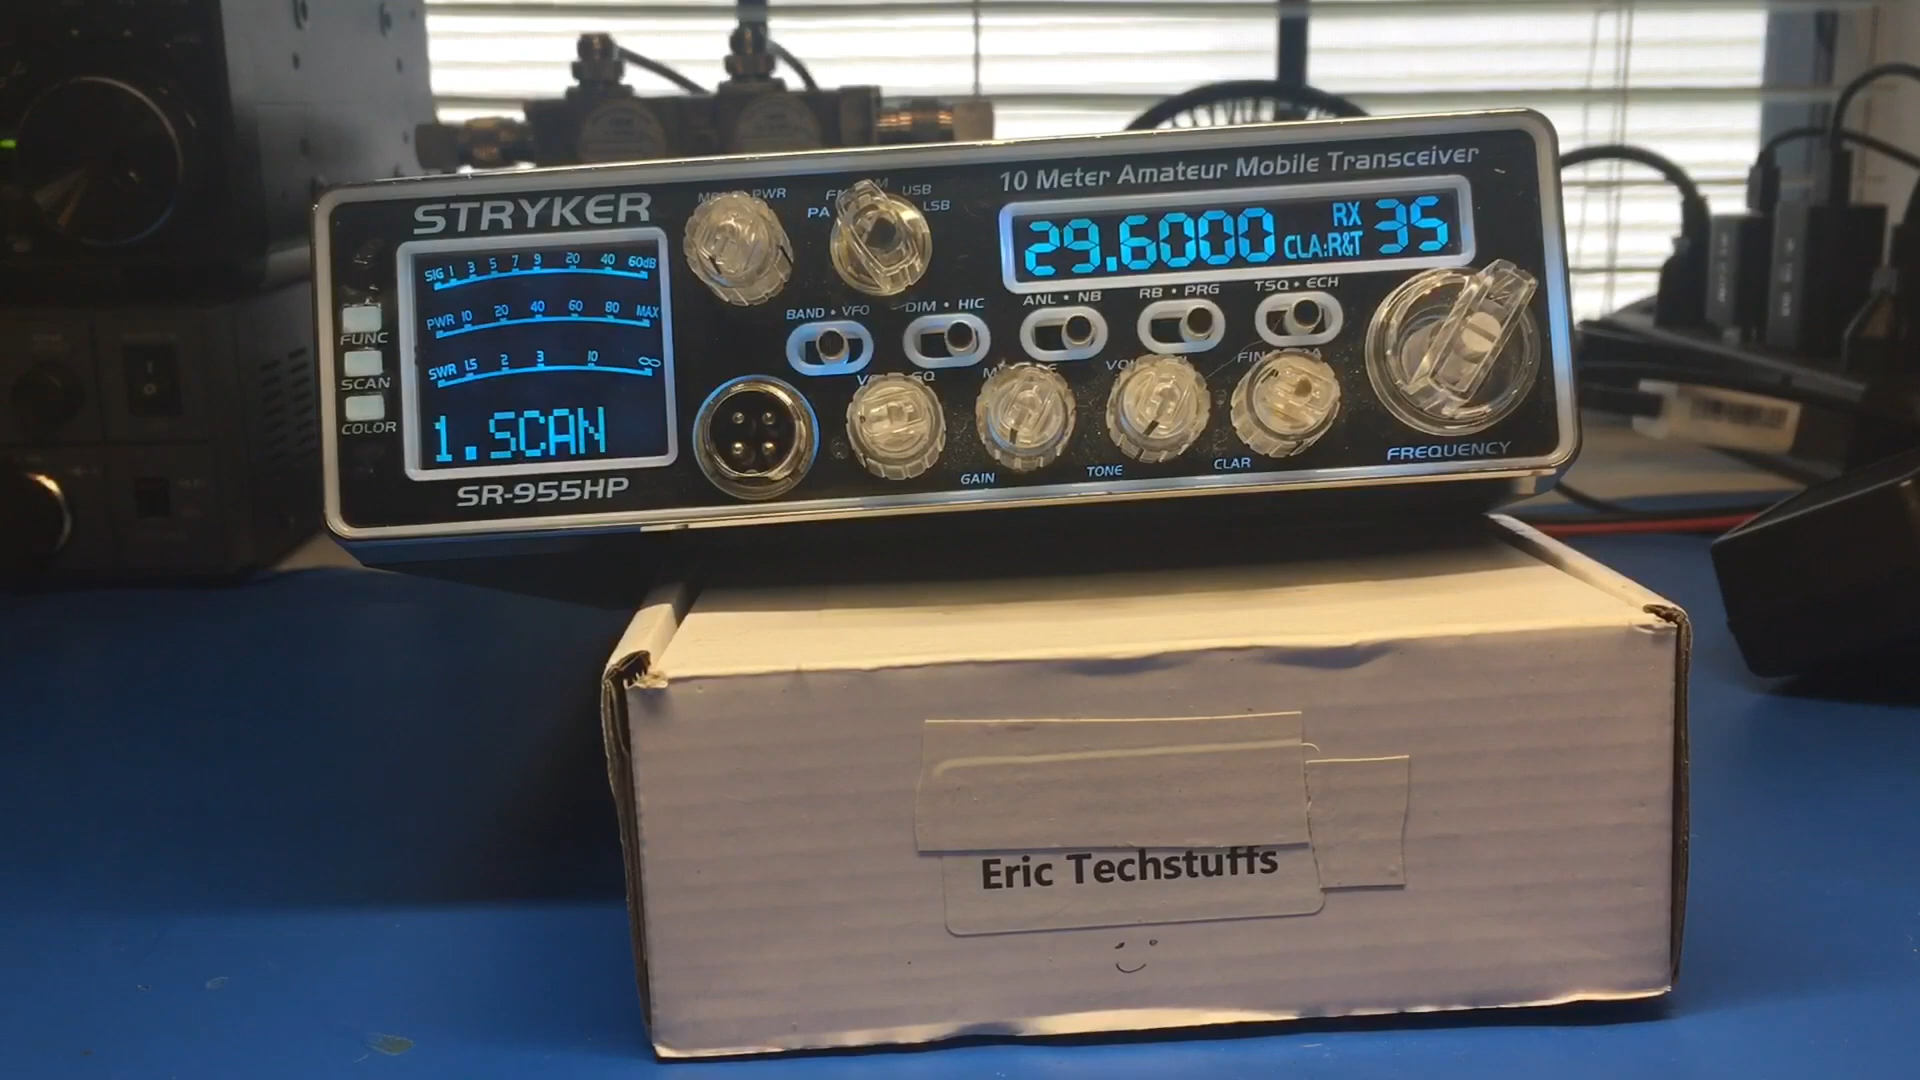 STRYKER
10 Meter Amateur Mobile Transceiver
PWR
USB
PA
LSB
29.6000 RX 35
CLA:R&T
SIG 1 3 5 7 9 20 40 60dB
PWR 10 20 40 60 80 MAX
SWR 1.5 2 3 10 ∞
1.SCAN
FUNC
SCAN
COLOR
SR-955HP
BAND • VFO
DIM • HIC
ANL • NB
RB • PRG
TSQ • ECH
SQ
GAIN
TONE
CLAR
FREQUENCY
Eric Techstuffs